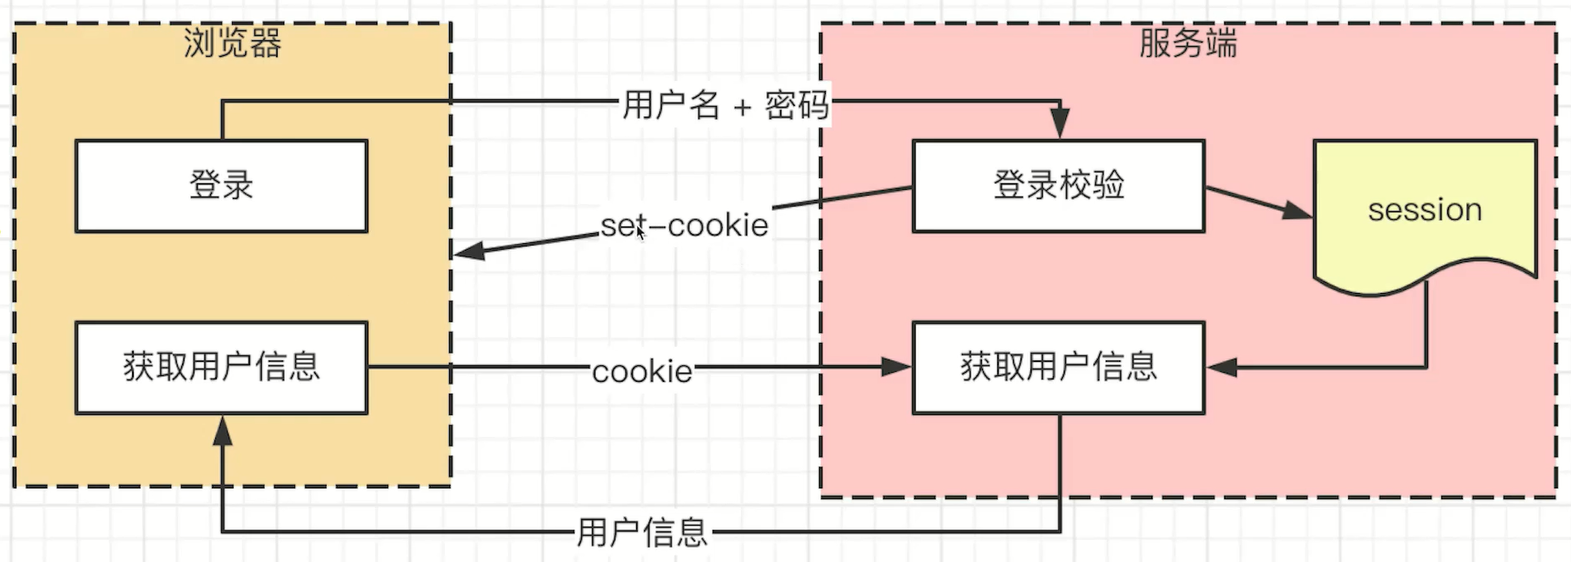 浏览器
服务端
用户名 + 密码
登录
登录校验
session
set-cookie
获取用户信息
cookie
获取用户信息
用户信息